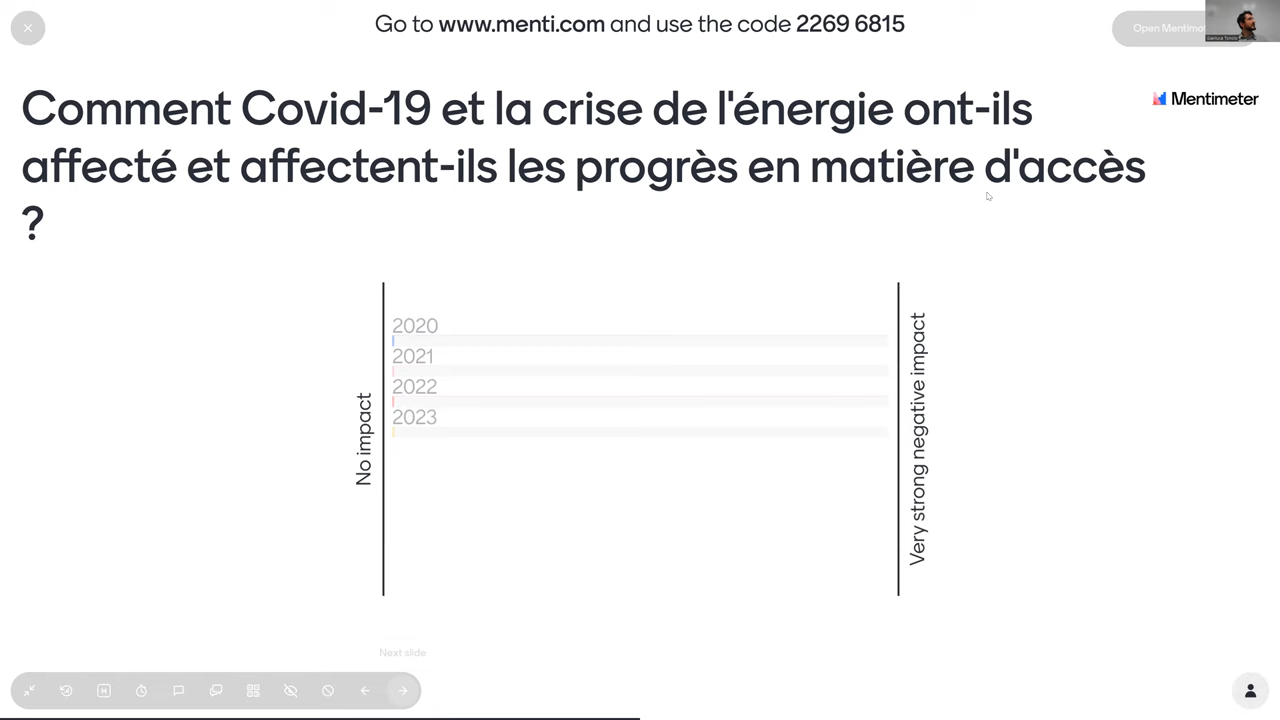 Go to www.menti.com and use the code 2269 6815
Open Mentime
Comment Covid-19 et la crise de l'énergie ont-ils
affecté et affectent-ils les progrès en matière d'accès
?
Mentimeter
2020
2021
2022
2023
No impact
Very strong negative impact
Next slide